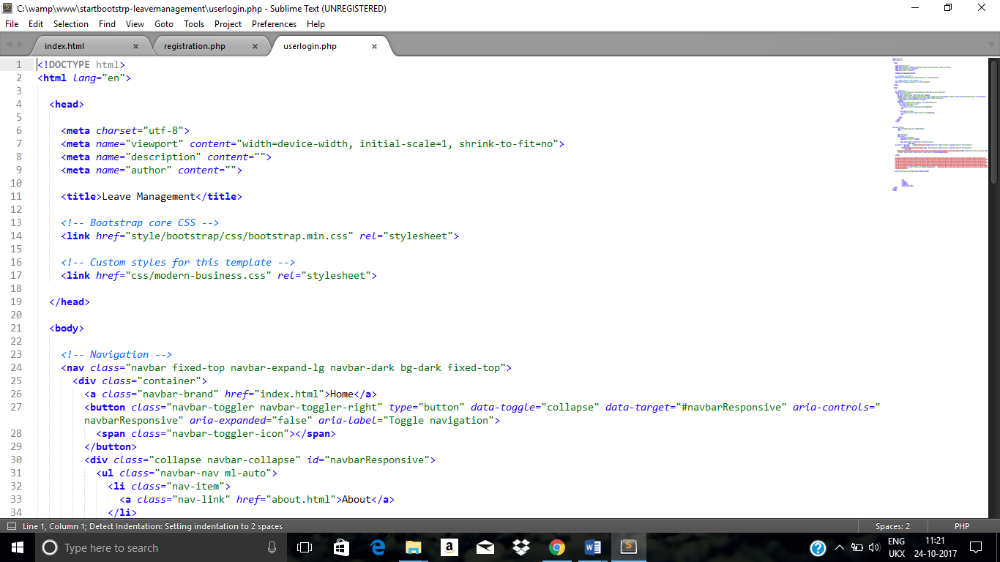 C:\wamp\www\startbootstrp-leavemanagement\userlogin.php - Sublime Text (UNREGISTERED)
File Edit Selection Find View Goto Tools Project Preferences Help
index.html × registration.php × userlogin.php ×
1 <!DOCTYPE html>
2 <html lang="en">
3
4 <head>
5
6 <meta charset="utf-8">
7 <meta name="viewport" content="width=device-width, initial-scale=1, shrink-to-fit=no">
8 <meta name="description" content="">
9 <meta name="author" content="">
10
11 <title>Leave Management</title>
12
13 <!-- Bootstrap core CSS -->
14 <link href="style/bootstrap/css/bootstrap.min.css" rel="stylesheet">
15
16 <!-- Custom styles for this template -->
17 <link href="css/modern-business.css" rel="stylesheet">
18
19 </head>
20
21 <body>
22
23 <!-- Navigation -->
24 <nav class="navbar fixed-top navbar-expand-lg navbar-dark bg-dark fixed-top">
25 <div class="container">
26 <a class="navbar-brand" href="index.html">Home</a>
27 <button class="navbar-toggler navbar-toggler-right" type="button" data-toggle="collapse" data-target="#navbarResponsive" aria-controls="
navbarResponsive" aria-expanded="false" aria-label="Toggle navigation">
28 <span class="navbar-toggler-icon"></span>
29 </button>
30 <div class="collapse navbar-collapse" id="navbarResponsive">
31 <ul class="navbar-nav ml-auto">
32 <li class="nav-item">
33 <a class="nav-link" href="about.html">About</a>
34 </li>
Line 1, Column 1; Detect Indentation: Setting indentation to 2 spaces Spaces: 2 PHP
Type here to search
ENG 11:21
UKX 24-10-2017